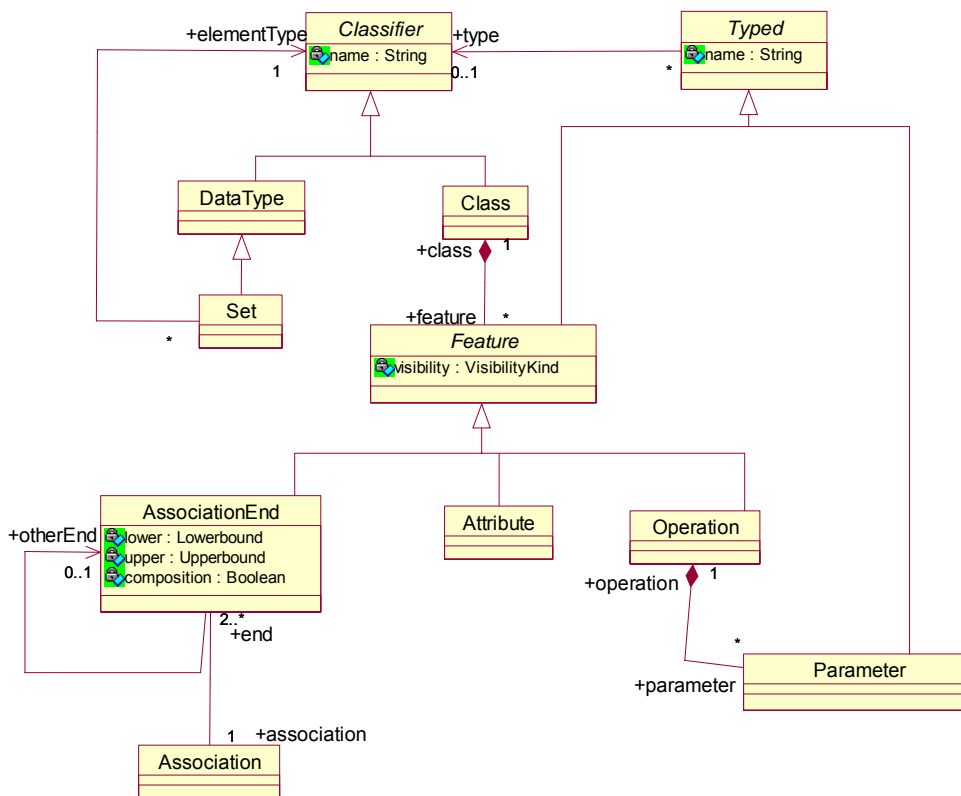 Classifier
name : String
Typed
name : String
+elementType
1
+type
0..1
*
DataType
Class
+class
1
Set
*
+feature
*
Feature
visibility : VisibilityKind
AssociationEnd
lower : Lowerbound
upper : Upperbound
composition : Boolean
+otherEnd
0..1
Attribute
Operation
+operation
1
2..*
+end
*
+parameter
Parameter
1
+association
Association